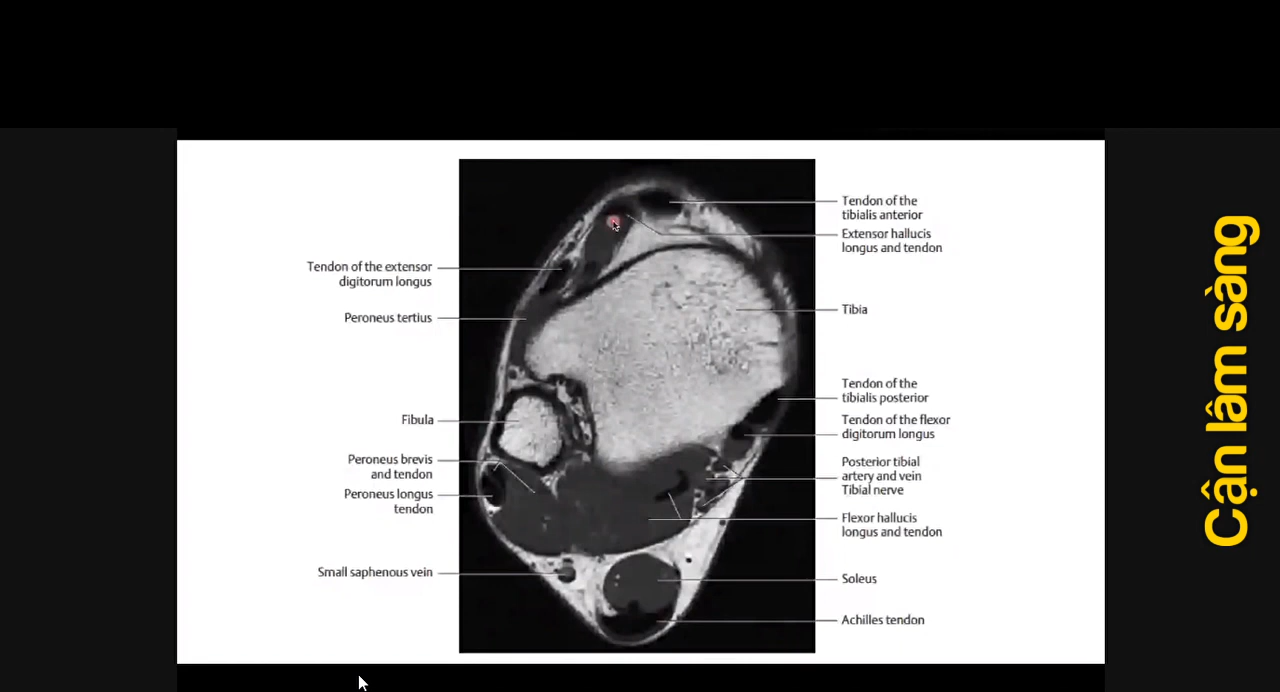 Tendon of the
tibialis anterior
Extensor hallucis
longus and tendon
Tendon of the extensor
digitorum longus
Peroneus tertius
Tibia
Tendon of the
tibialis posterior
Fibula
Tendon of the flexor
digitorum longus
Peroneus brevis
and tendon
Posterior tibial
artery and vein
Tibial nerve
Peroneus longus
tendon
Flexor hallucis
longus and tendon
Small saphenous vein
Soleus
Achilles tendon
Cận lâm sàng